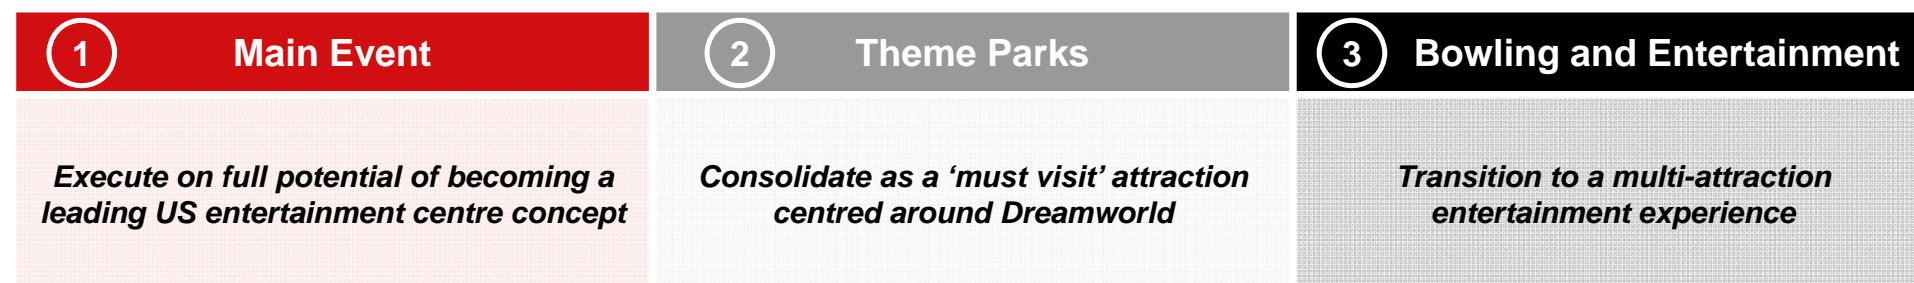 1 Main Event
Execute on full potential of becoming a
leading US entertainment centre concept
2 Theme Parks
Consolidate as a ‘must visit’ attraction
centred around Dreamworld
3 Bowling and Entertainment
Transition to a multi-attraction
entertainment experience